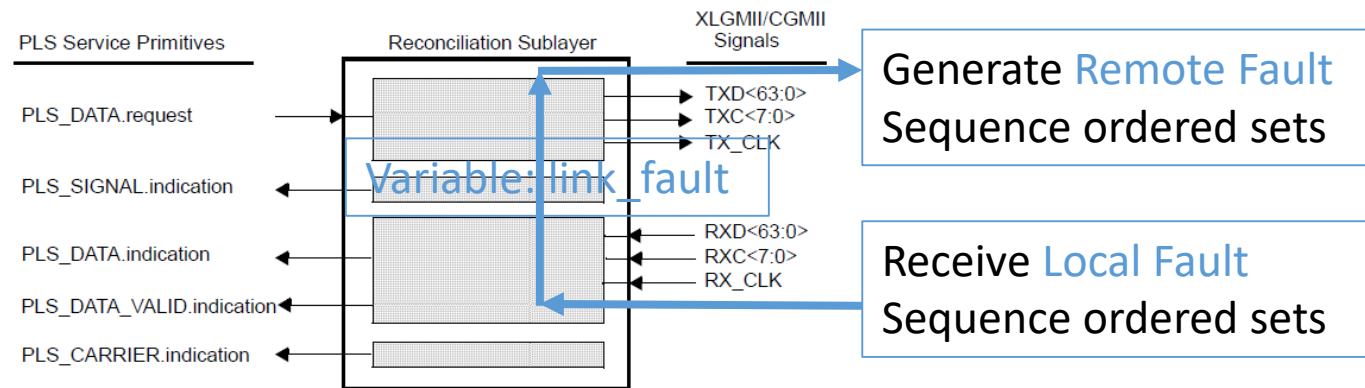 XLGMII/CGMII
PLS Service Primitives
Reconciliation Sublayer
Signals
Generate Remote Fault
Sequence ordered sets
TXD<63:0>
PLS_DATA.request
TXC<7:0>
TX_CLK
Variable: link_fault
PLS_SIGNAL.indication
RXD<63:0>
PLS_DATA.indication
RXC<7:0>
RX_CLK
Receive Local Fault
Sequence ordered sets
PLS_DATA_VALID.indication
PLS_CARRIER.indication